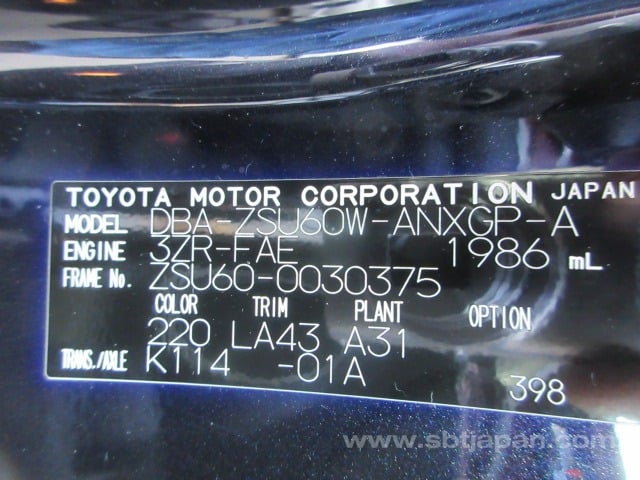 TOYOTA MOTOR CORPORATION JAPAN
MODEL DBA-ZSU60W-ANXGP-A
ENGINE 3ZR-FAE 1986 mL
FRAME No. ZSU60-0030375
COLOR TRIM PLANT OPTION
220 LA43 A31
TRANS./AXLE K114 -01A
398
www.sbtjapan.com